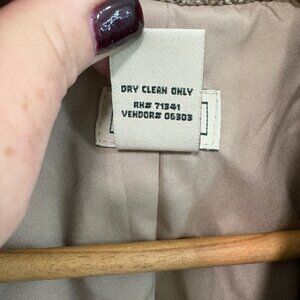 DRY CLEAN ONLY
RN# 71341
VENDOR# 06303